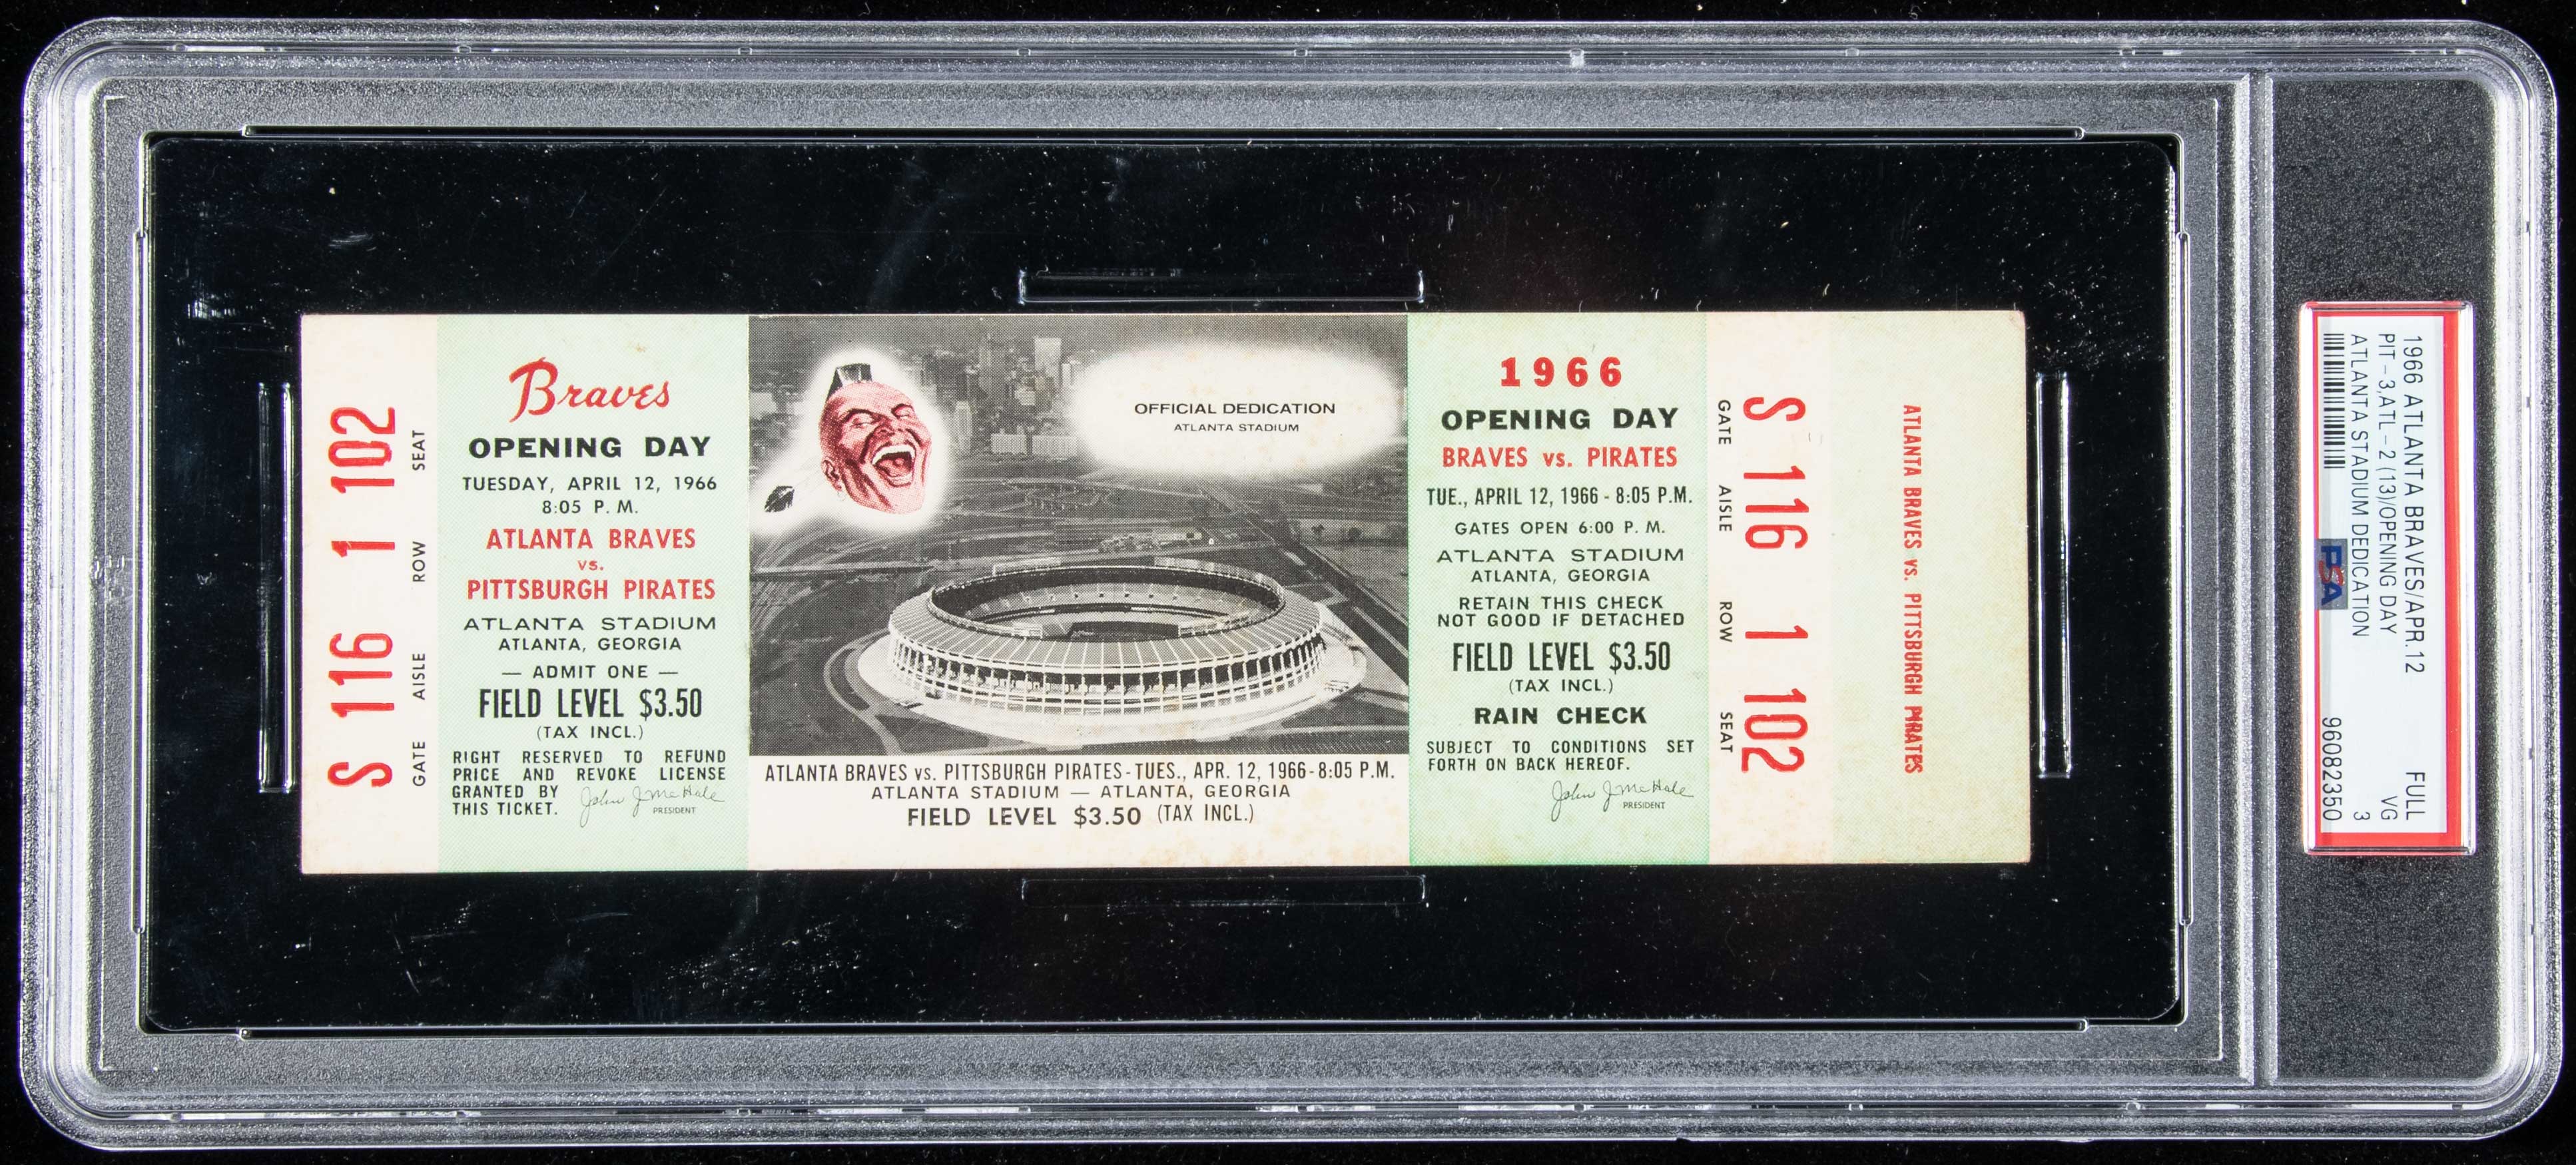 102 SEAT
1 ROW
116 AISLE
S GATE
Braves
OPENING DAY
TUESDAY, APRIL 12, 1966
8:05 P. M.
ATLANTA BRAVES
vs.
PITTSBURGH PIRATES
ATLANTA STADIUM
ATLANTA, GEORGIA
— ADMIT ONE —
FIELD LEVEL $3.50
(TAX INCL.)
RIGHT RESERVED TO REFUND
PRICE AND REVOKE LICENSE
GRANTED BY
THIS TICKET.
John J McHale
PRESIDENT
OFFICIAL DEDICATION
ATLANTA STADIUM
ATLANTA BRAVES vs. PITTSBURGH PIRATES-TUES., APR. 12, 1966-8:05 P.M.
ATLANTA STADIUM — ATLANTA, GEORGIA
FIELD LEVEL $3.50 (TAX INCL.)
1966
OPENING DAY
BRAVES vs. PIRATES
TUE., APRIL 12, 1966 - 8:05 P.M.
GATES OPEN 6:00 P. M.
ATLANTA STADIUM
ATLANTA, GEORGIA
RETAIN THIS CHECK
NOT GOOD IF DETACHED
FIELD LEVEL $3.50
(TAX INCL.)
RAIN CHECK
SUBJECT TO CONDITIONS SET
FORTH ON BACK HEREOF.
John J McHale
PRESIDENT
GATE S
AISLE 116
ROW 1
SEAT 102
ATLANTA BRAVES vs. PITTSBURGH PIRATES
1966 ATLANTA BRAVES/APR.12 FULL
PIT-3,ATL-2 (13)/OPENING DAY VG
ATLANTA STADIUM DEDICATION 3
PSA 96082350